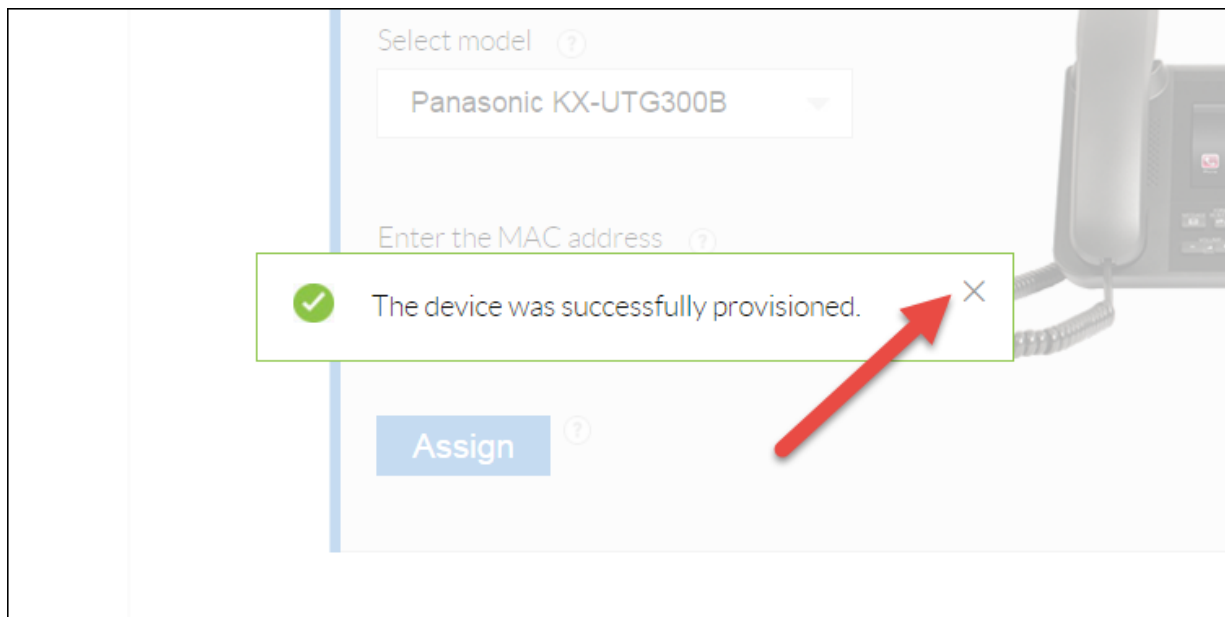 Select model ?
Panasonic KX-UTG300B
Enter the MAC address ?
The device was successfully provisioned.
Assign ?